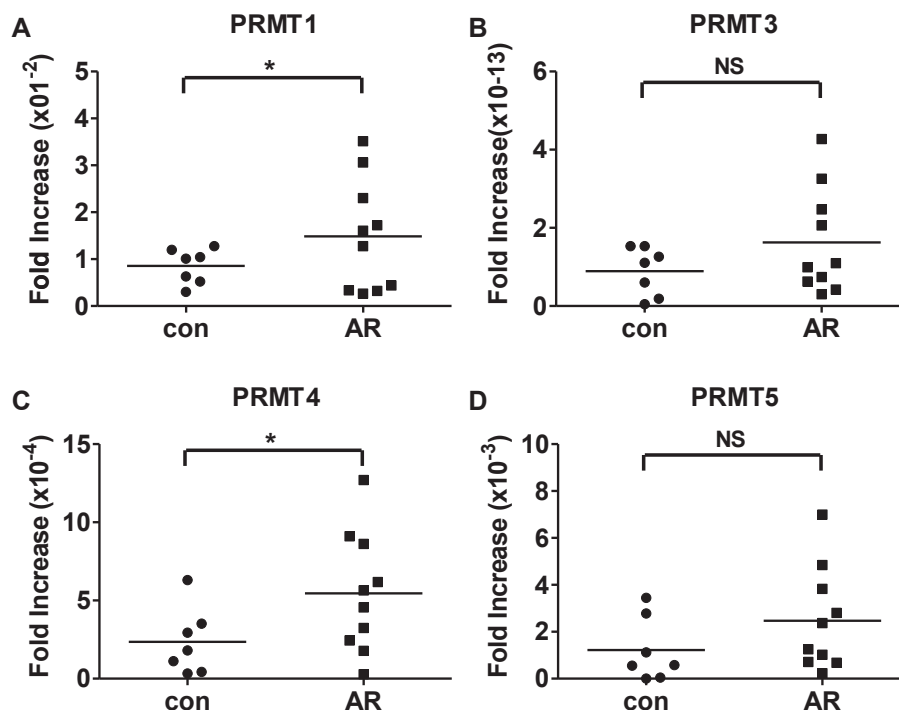 A
PRMT1
Fold Increase (x01⁻²)
5
4
3
2
1
0
*
con
AR
B
PRMT3
Fold Increase(x10-13)
6
4
2
0
NS
con
AR
C
PRMT4
Fold Increase (x10⁻⁴)
15
10
5
0
*
con
AR
D
PRMT5
Fold Increase (x10⁻³)
10
8
6
4
2
0
NS
con
AR